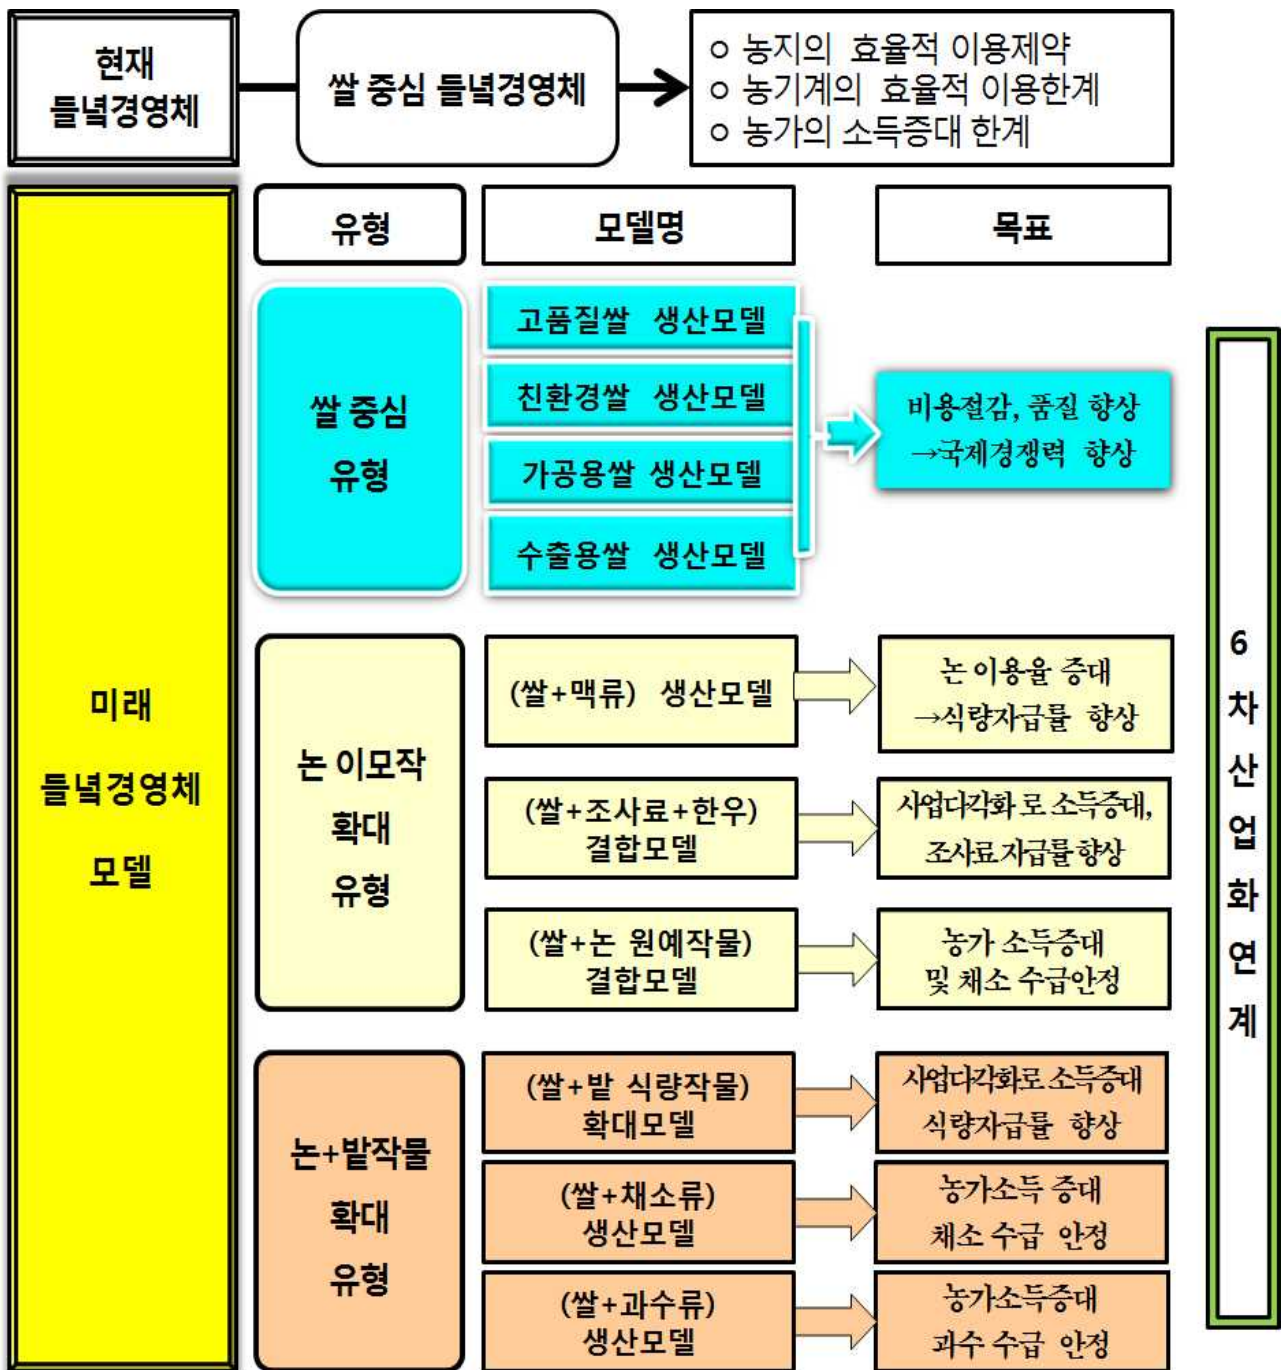 현재
들녘경영체
쌀 중심 들녘경영체
○ 농지의 효율적 이용제약
○ 농기계의 효율적 이용한계
○ 농가의 소득증대 한계
미래
들녘경영체
모델
유형
모델명
목표
쌀 중심
유형
고품질쌀 생산모델
친환경쌀 생산모델
가공용쌀 생산모델
수출용쌀 생산모델
비용절감, 품질 향상
→국제경쟁력 향상
논 이모작
확대
유형
(쌀+맥류) 생산모델
논 이용율 증대
→식량자급률 향상
(쌀+조사료+한우)
결합모델
사업다각화 로 소득증대,
조사료 자급률 향상
(쌀+논 원예작물)
결합모델
농가 소득증대
및 채소 수급안정
논+밭작물
확대
유형
(쌀+밭 식량작물)
확대모델
사업다각화로 소득증대
식량자급률 향상
(쌀+채소류)
생산모델
농가소득 증대
채소 수급 안정
(쌀+과수류)
생산모델
농가소득증대
과수 수급 안정
6
차
산
업
화
연
계